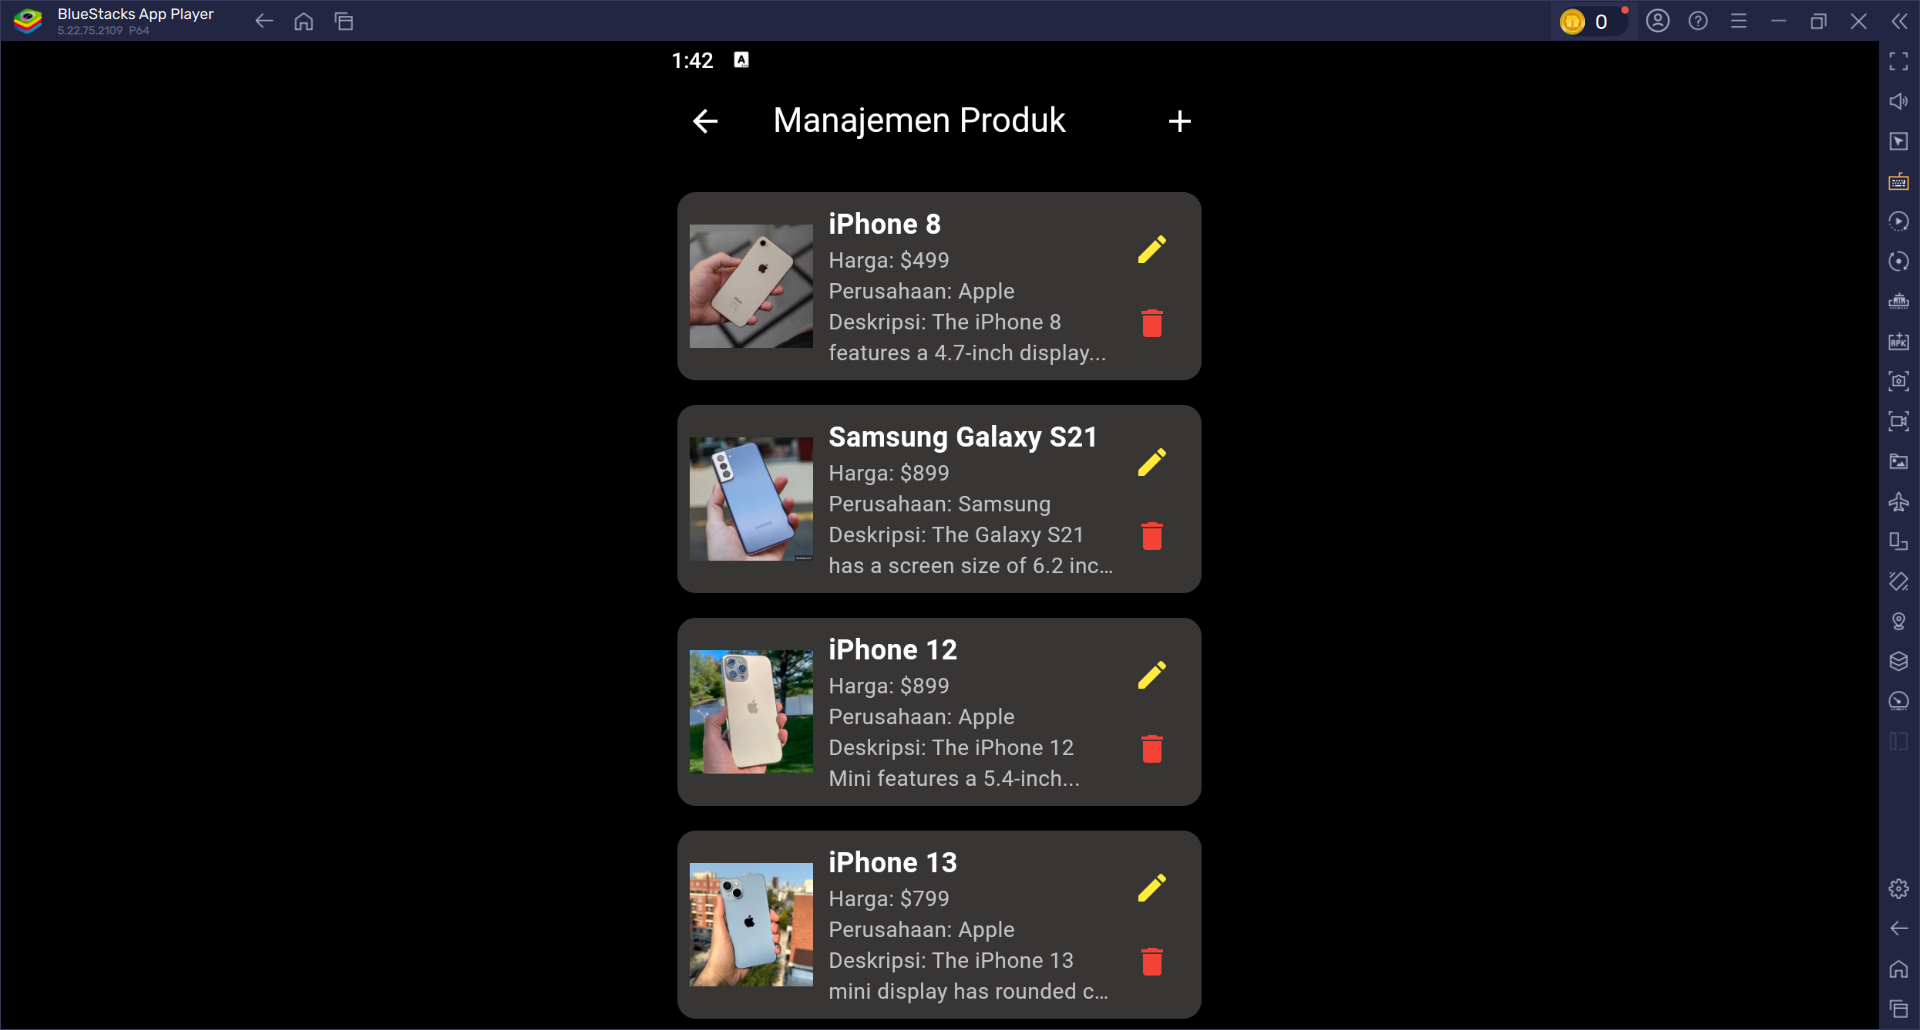 BlueStacks App Player
5.22.75.2109 P64
0
1:42
Manajemen Produk
iPhone 8
Harga: $499
Perusahaan: Apple
Deskripsi: The iPhone 8
features a 4.7-inch display...
Samsung Galaxy S21
Harga: $899
Perusahaan: Samsung
Deskripsi: The Galaxy S21
has a screen size of 6.2 inc...
iPhone 12
Harga: $899
Perusahaan: Apple
Deskripsi: The iPhone 12
Mini features a 5.4-inch...
iPhone 13
Harga: $799
Perusahaan: Apple
Deskripsi: The iPhone 13
mini display has rounded c...